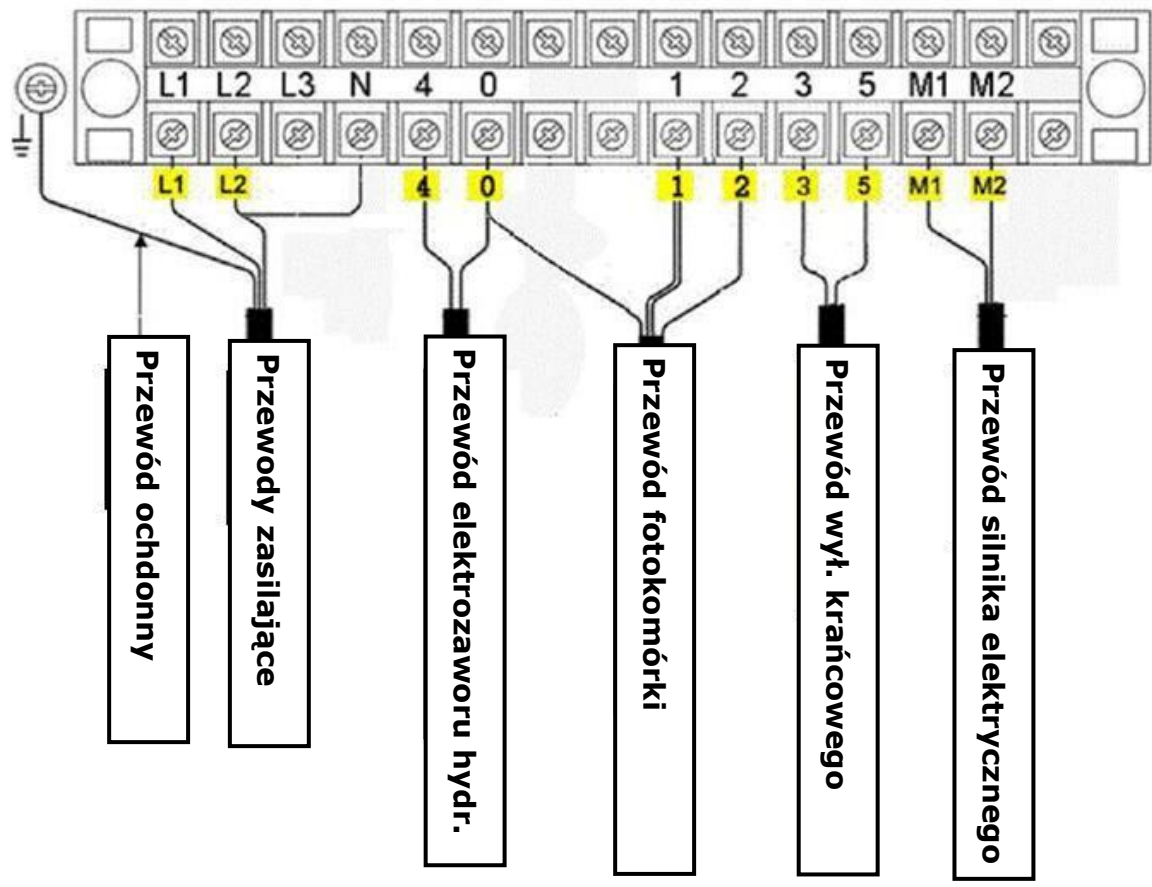 L1 L2 L3 N 4 0 1 2 3 5 M1 M2
L1 L2 4 0 1 2 3 5 M1 M2
Przewód ochdonny
Przewody zasilające
Przewód elektrozaworu hydr.
Przewód fotokomórki
Przewód wył. krańcowego
Przewód silnika elektrycznego